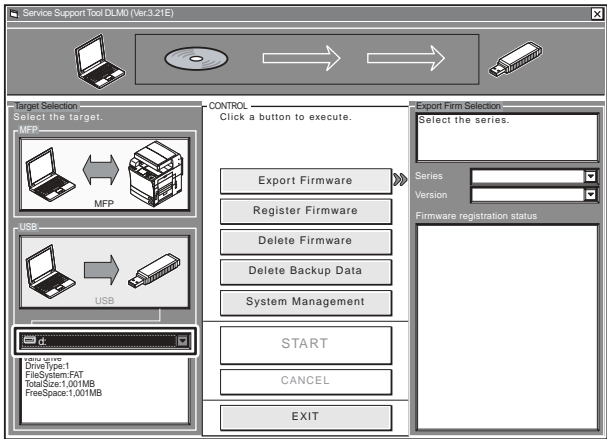 Service Support Tool DLM0 (Ver.3.21E)
Target Selection
Select the target.
MFP
MFP
USB
USB
d:
valid drive
DriveType:1
FileSystem:FAT
TotalSize:1,001MB
FreeSpace:1,001MB
CONTROL
Click a button to execute.
Export Firmware
Register Firmware
Delete Firmware
Delete Backup Data
System Management
START
CANCEL
EXIT
Export Firm Selection
Select the series.
Series
Version
Firmware registration status